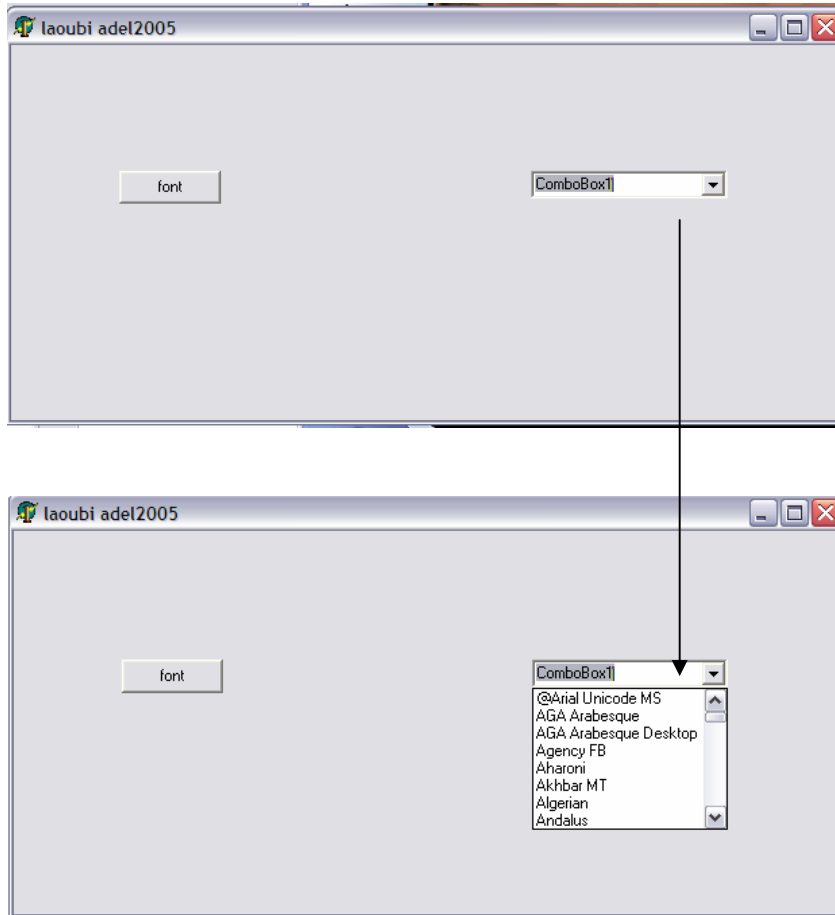 laoubi adel2005
font
ComboBox1
laoubi adel2005
font
ComboBox1
@Arial Unicode MS
AGA Arabesque
AGA Arabesque Desktop
Agency FB
Aharoni
Akhbar MT
Algerian
Andalus